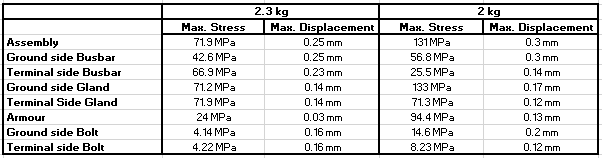 2.3 kg 2 kg
Max. Stress Max. Displacement Max. Stress Max. Displacement
Assembly 71.9 MPa 0.25 mm 131 MPa 0.3 mm
Ground side Busbar 42.6 MPa 0.25 mm 56.8 MPa 0.3 mm
Terminal side Busbar 66.9 MPa 0.23 mm 25.5 MPa 0.14 mm
Ground side Gland 71.2 MPa 0.14 mm 133 MPa 0.17 mm
Terminal Side Gland 71.9 MPa 0.14 mm 71.3 MPa 0.12 mm
Armour 24 MPa 0.03 mm 94.4 MPa 0.13 mm
Ground side Bolt 4.14 MPa 0.16 mm 14.6 MPa 0.2 mm
Terminal side Bolt 4.22 MPa 0.16 mm 8.23 MPa 0.12 mm